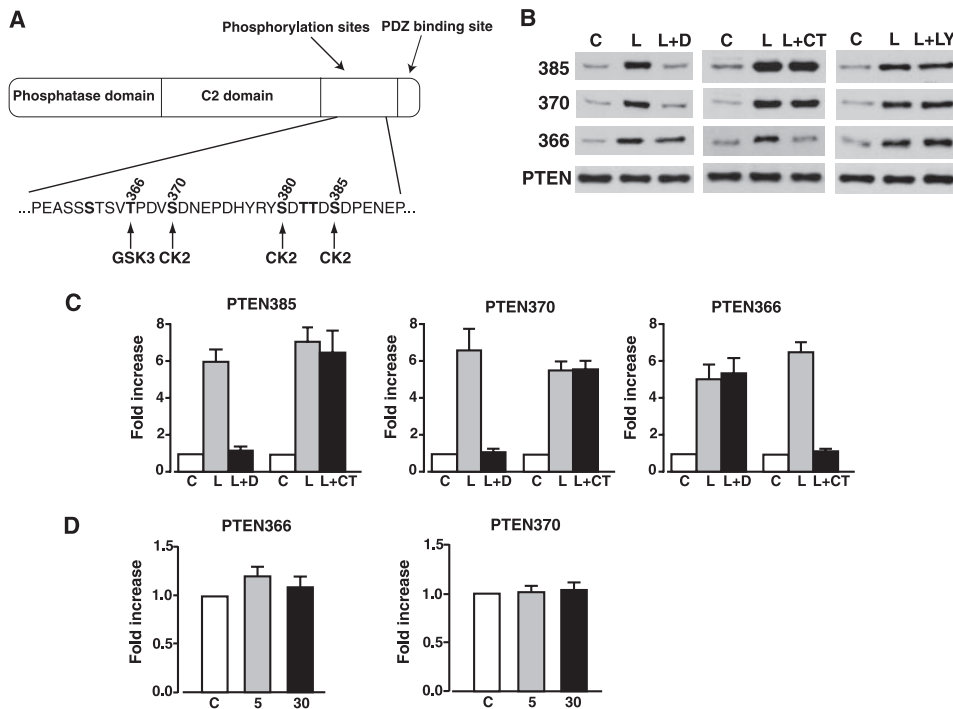 A
Phosphorylation sites
PDZ binding site
Phosphatase domain
C2 domain
366 370 380 385
...PEASSSTSVTPDVSDNEPDHYRYSDTTDSDPENEP...
GSK3 CK2 CK2 CK2
B
C L L+D C L L+CT C L L+LY
385
370
366
PTEN
C
PTEN385
Fold increase
8
6
4
2
0
C L L+D C L L+CT
PTEN370
Fold increase
8
6
4
2
0
C L L+D C L L+CT
PTEN366
Fold increase
8
6
4
2
0
C L L+D C L L+CT
D
PTEN366
Fold increase
1.5
1.0
0.5
0.0
C 5 30
PTEN370
Fold increase
1.5
1.0
0.5
0.0
C 5 30